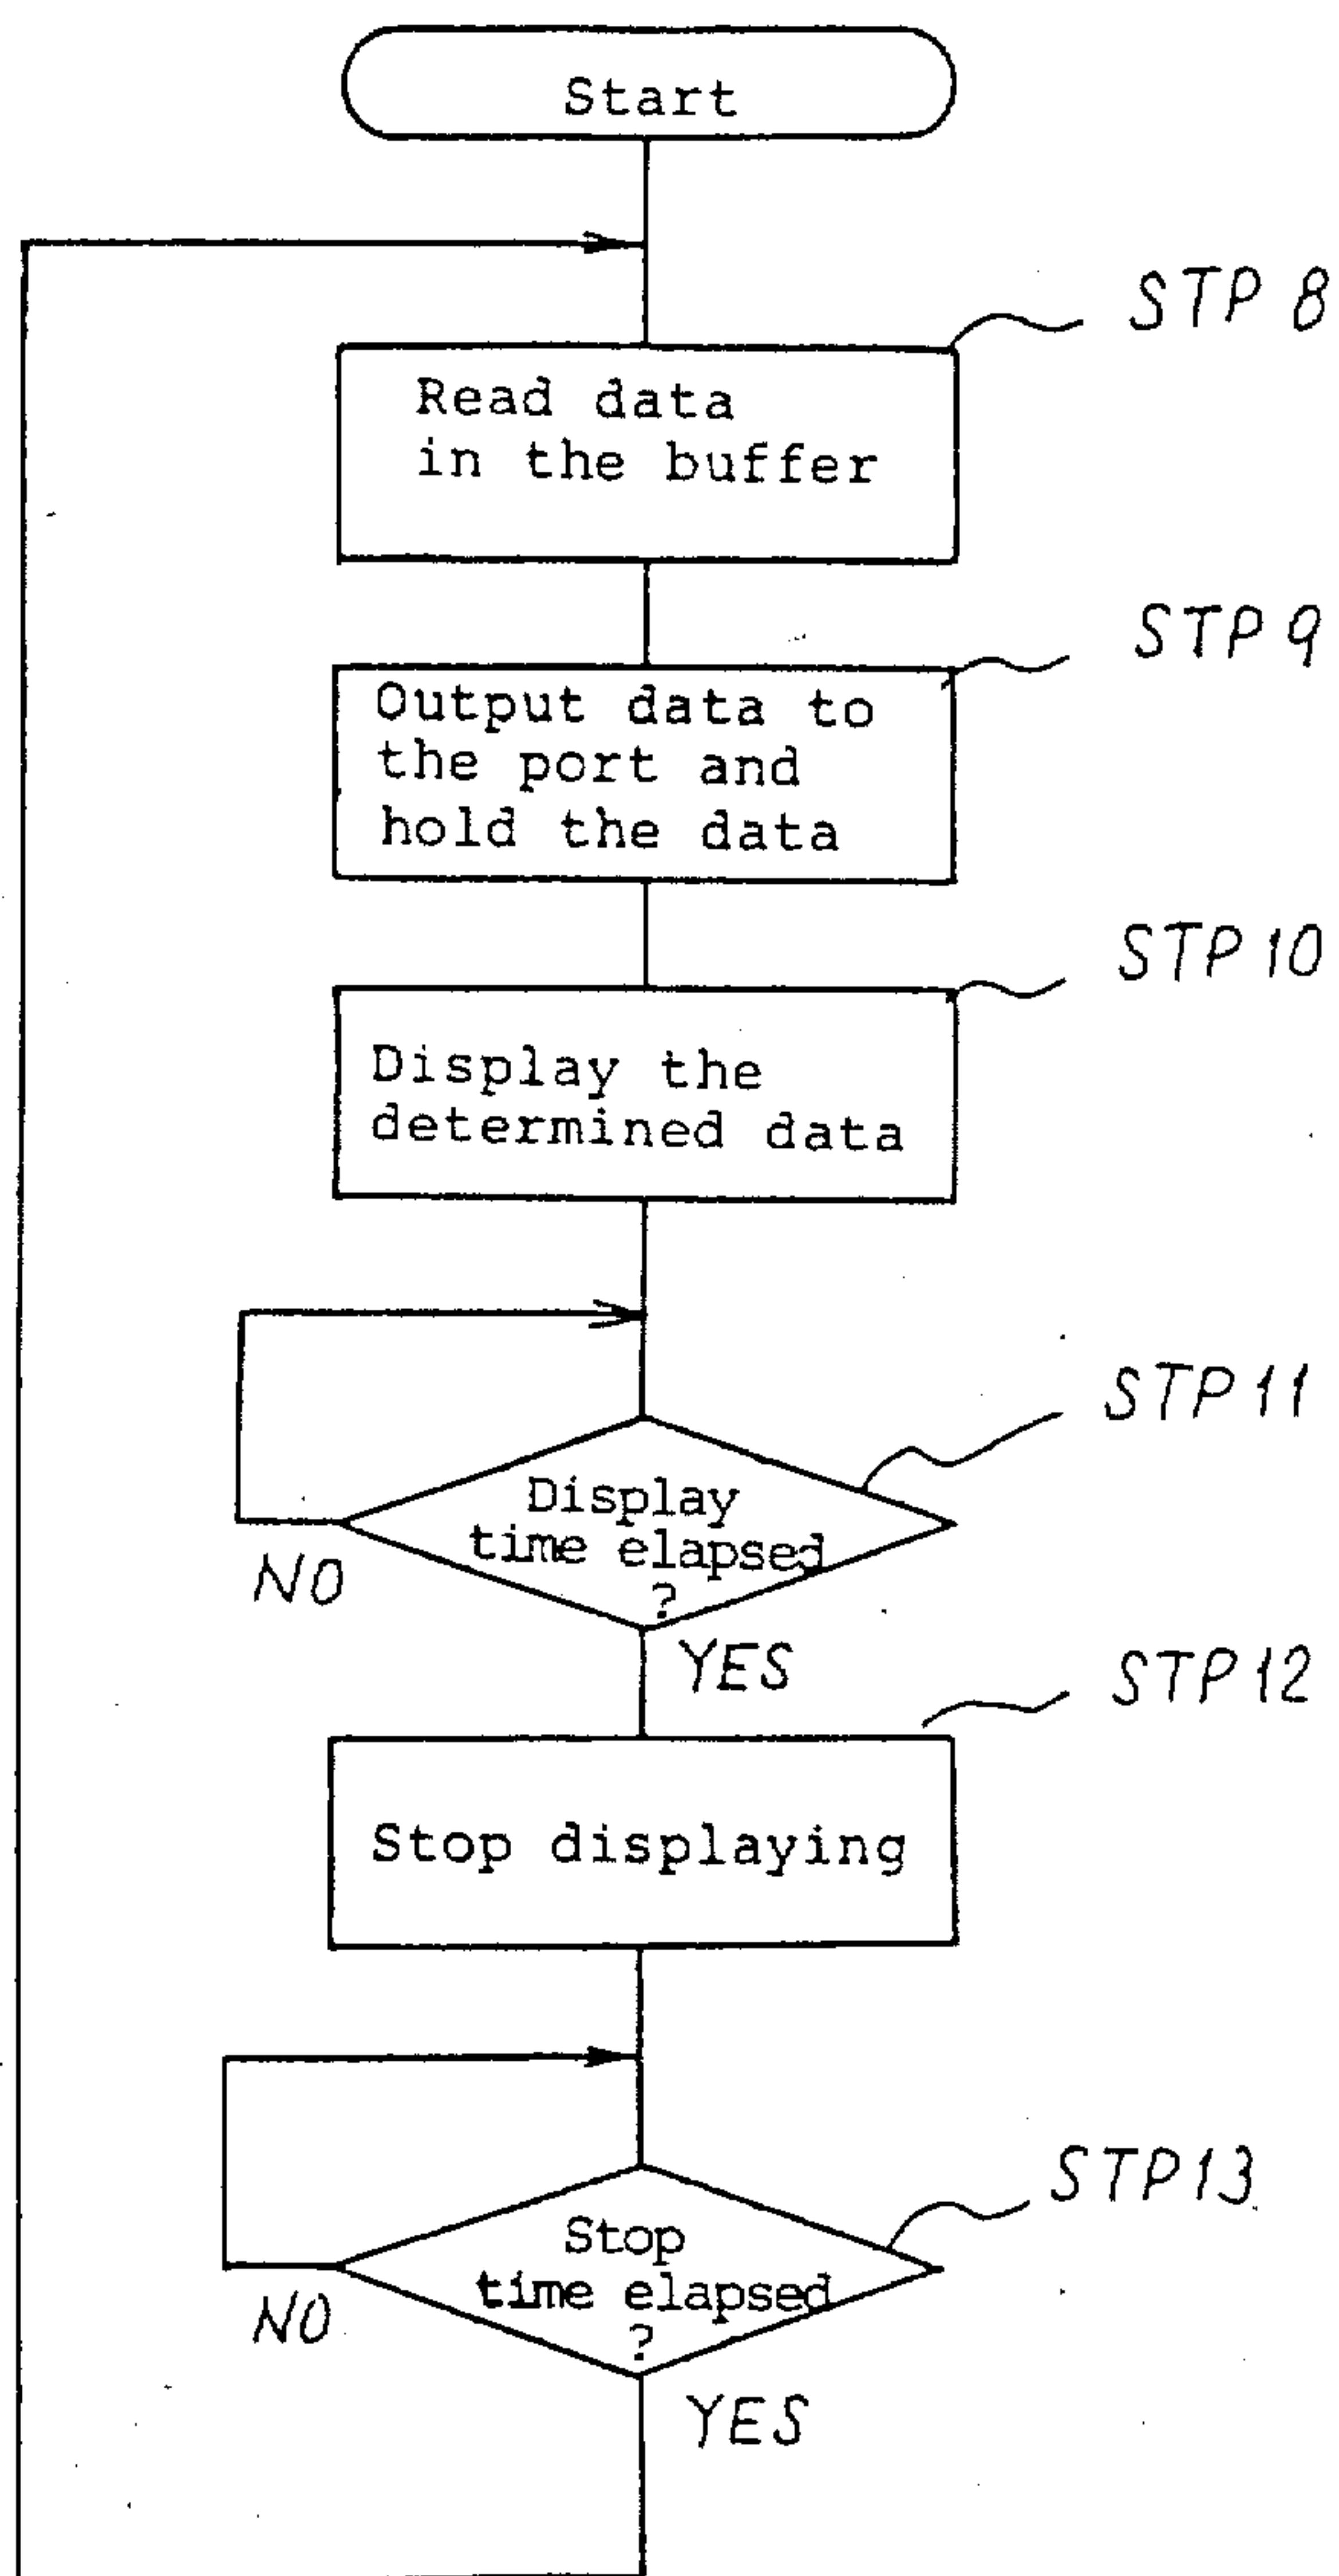 Start
STP 8
Read data
in the buffer
STP 9
Output data to
the port and
hold the data
STP 10
Display the
determined data
STP 11
Display
time elapsed
?
NO
YES
STP 12
Stop displaying
STP 13
Stop
time elapsed
?
NO
YES